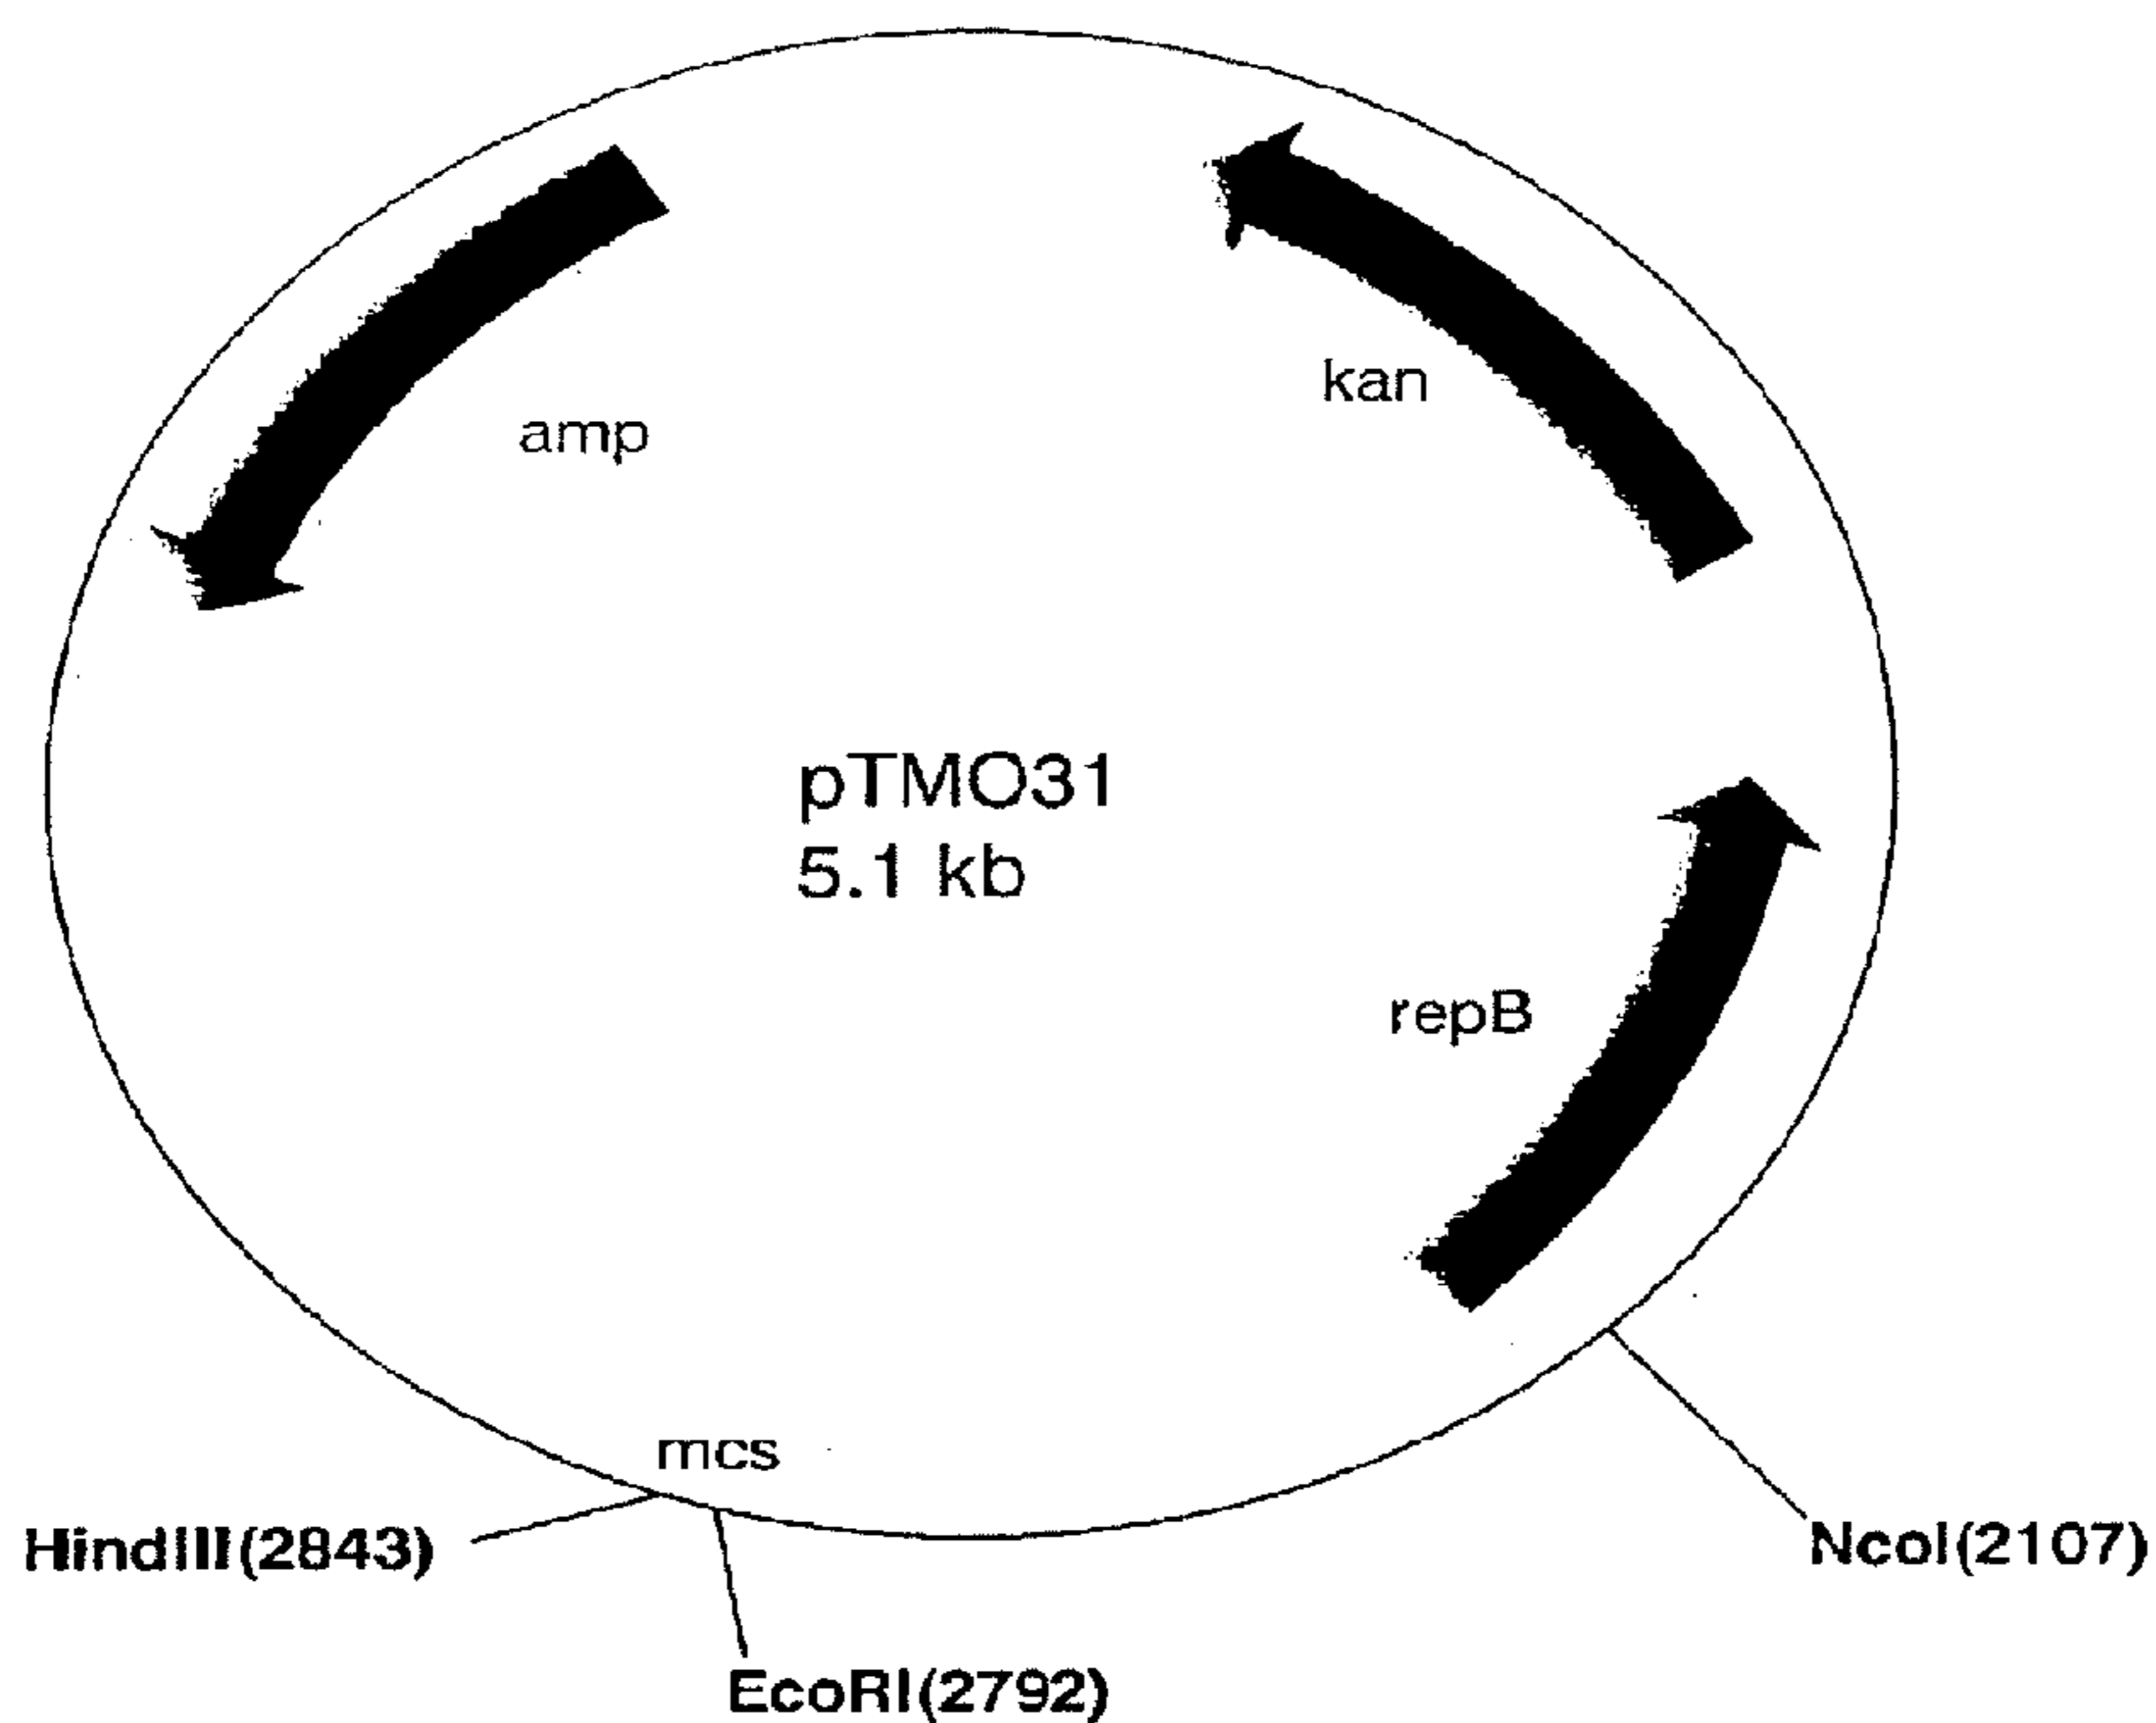 kan
amp
pTMO31
5.1 kb
repB
mcs
HindIII(2843)
NcoI(2107)
EcoRI(2792)